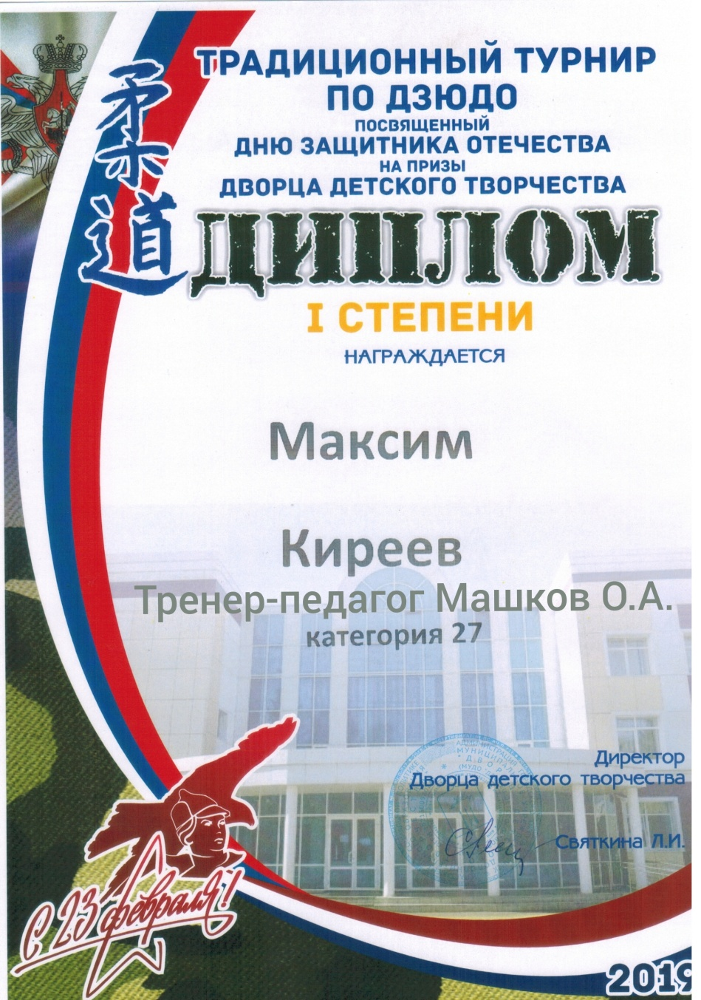 柔道
ТРАДИЦИОННЫЙ ТУРНИР
ПО ДЗЮДО
ПОСВЯЩЕННЫЙ
ДНЮ ЗАЩИТНИКА ОТЕЧЕСТВА
НА ПРИЗЫ
ДВОРЦА ДЕТСКОГО ТВОРЧЕСТВА
ДИПЛОМ
I СТЕПЕНИ
НАГРАЖДАЕТСЯ
Максим
Киреев
Тренер-педагог Машков О.А.
категория 27
Директор
Дворца детского творчества
Святкина Л.И.
С 23 февраля!
2019